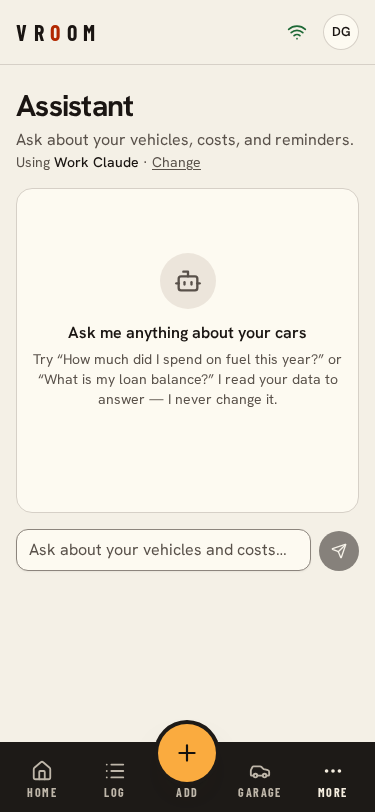 VROOM
DG
Assistant
Ask about your vehicles, costs, and reminders.
Using Work Claude · Change
Ask me anything about your cars
Try “How much did I spend on fuel this year?” or
“What is my loan balance?” I read your data to
answer — I never change it.
Ask about your vehicles and costs...
HOME
LOG
ADD
GARAGE
MORE